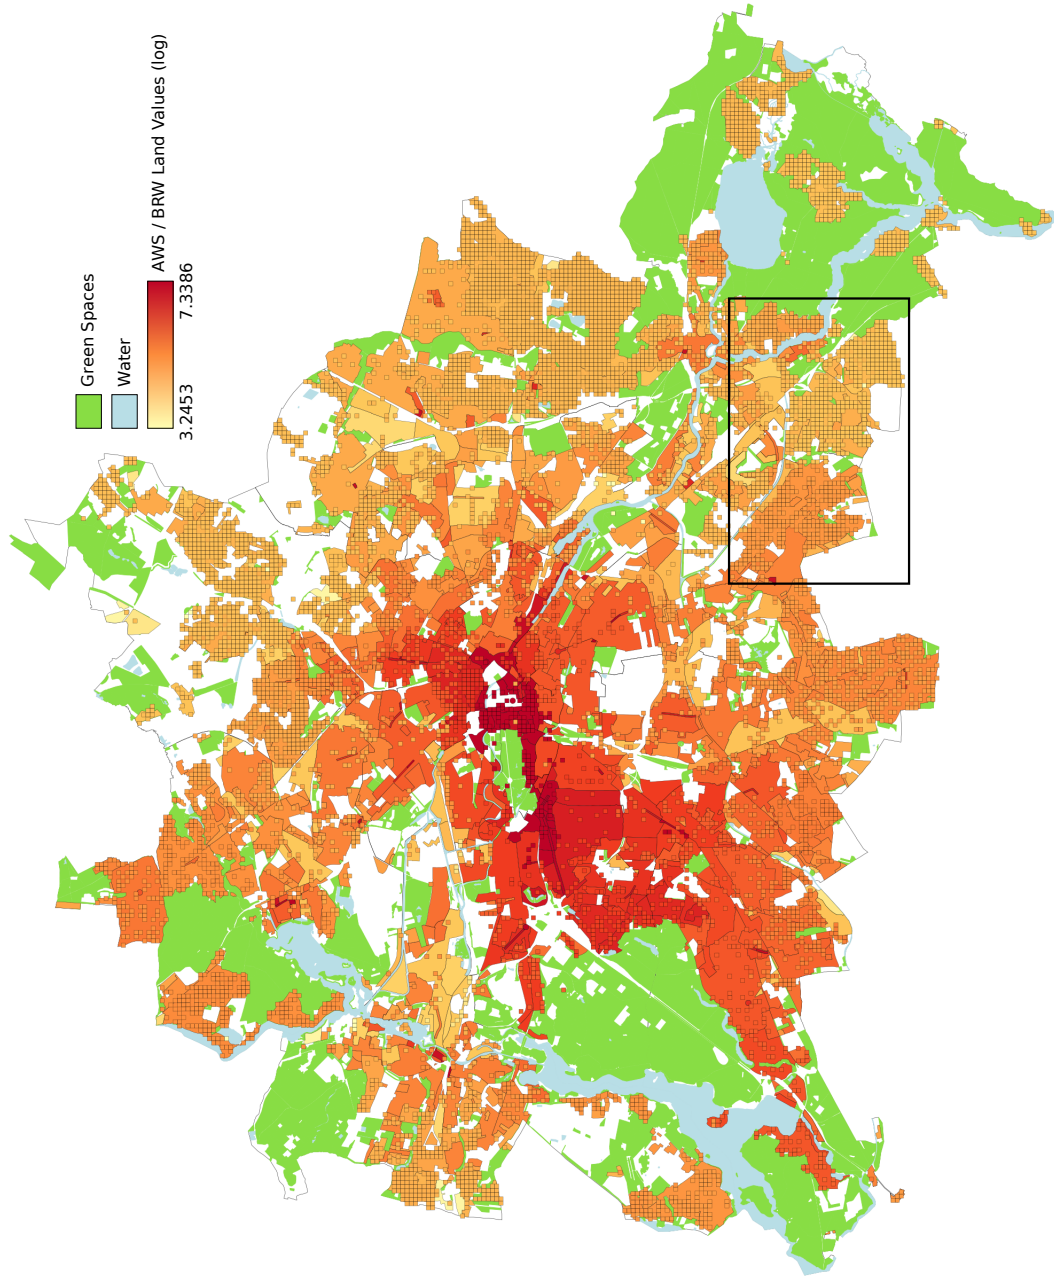 Green Spaces
Water
AWS / BRW Land Values (log)
3.2453
7.3386